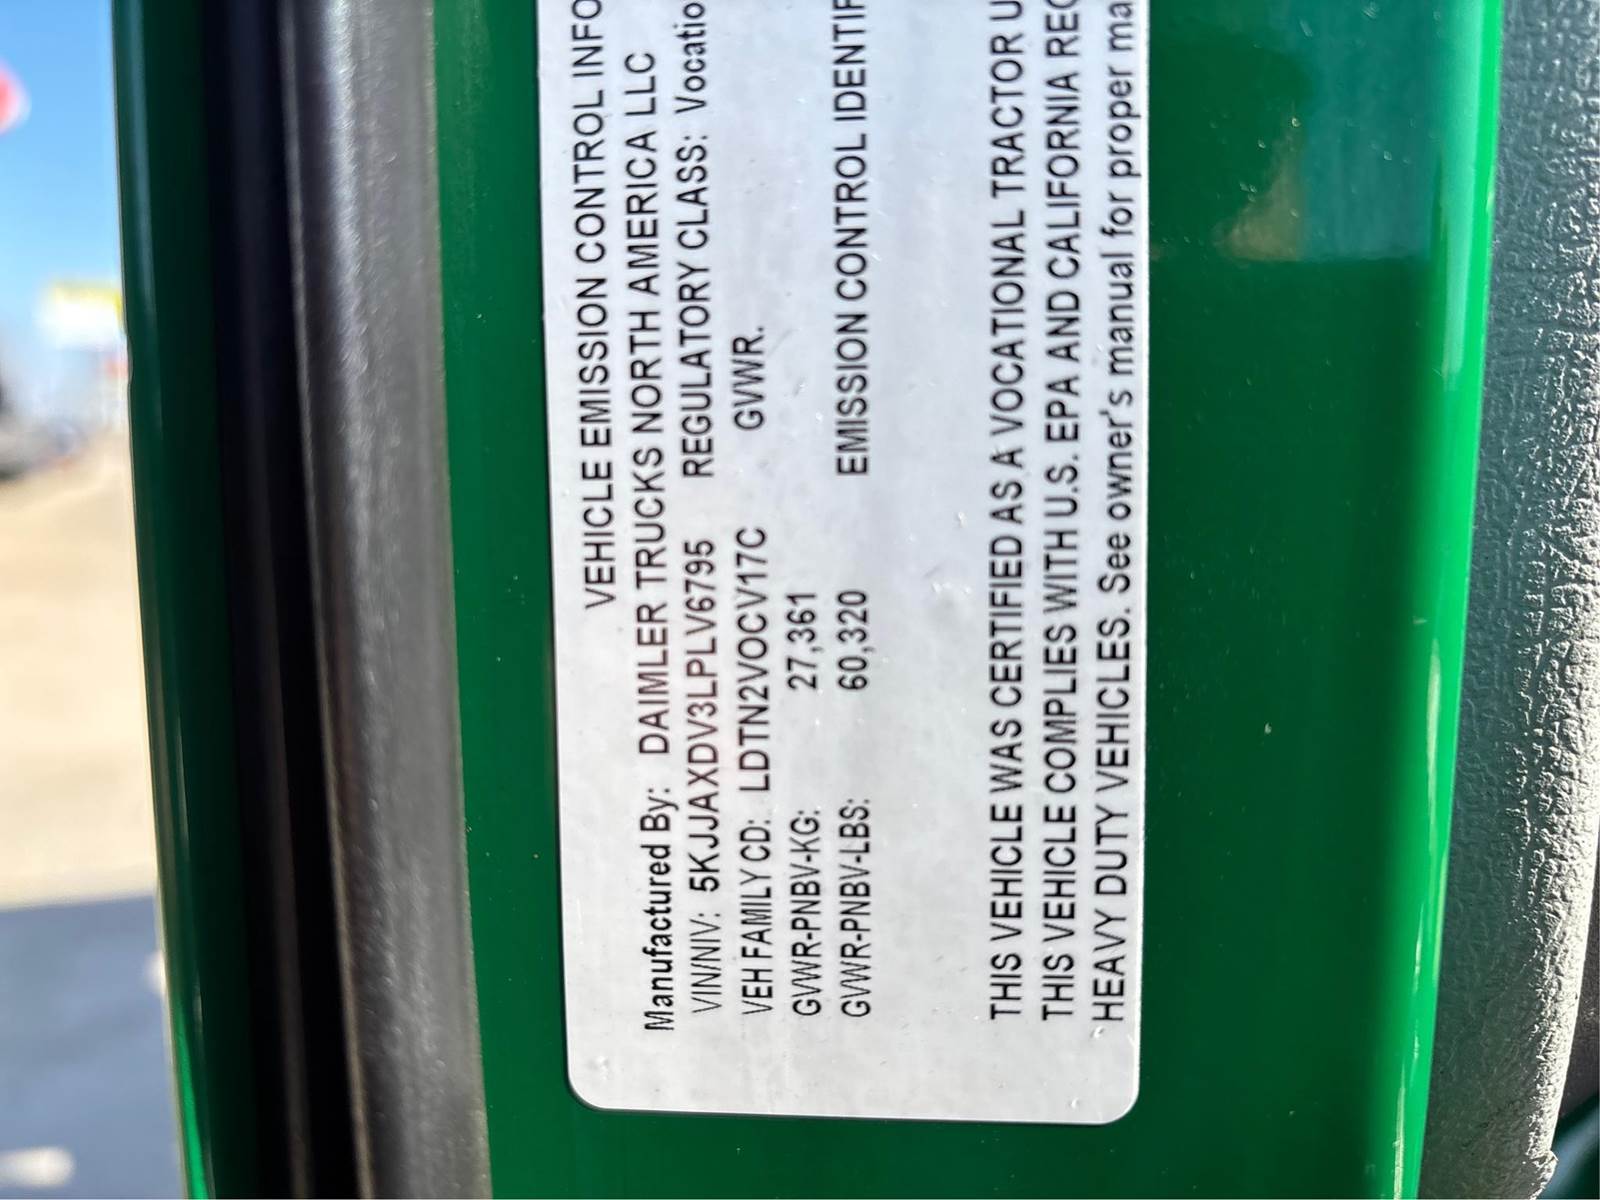 VEHICLE EMISSION CONTROL INFO
Manufactured By: DAIMLER TRUCKS NORTH AMERICA LLC
VIN/NIV: 5KJJAXDV3LPLV6795 REGULATORY CLASS: Vocatio
VEH FAMILY CD: LDTN2VOCV17C GVWR.
GVWR-PNBV-KG: 27,361
GVWR-PNBV-LBS: 60,320 EMISSION CONTROL IDENTIF
THIS VEHICLE WAS CERTIFIED AS A VOCATIONAL TRACTOR U
THIS VEHICLE COMPLIES WITH U.S. EPA AND CALIFORNIA REG
HEAVY DUTY VEHICLES. See owner's manual for proper ma